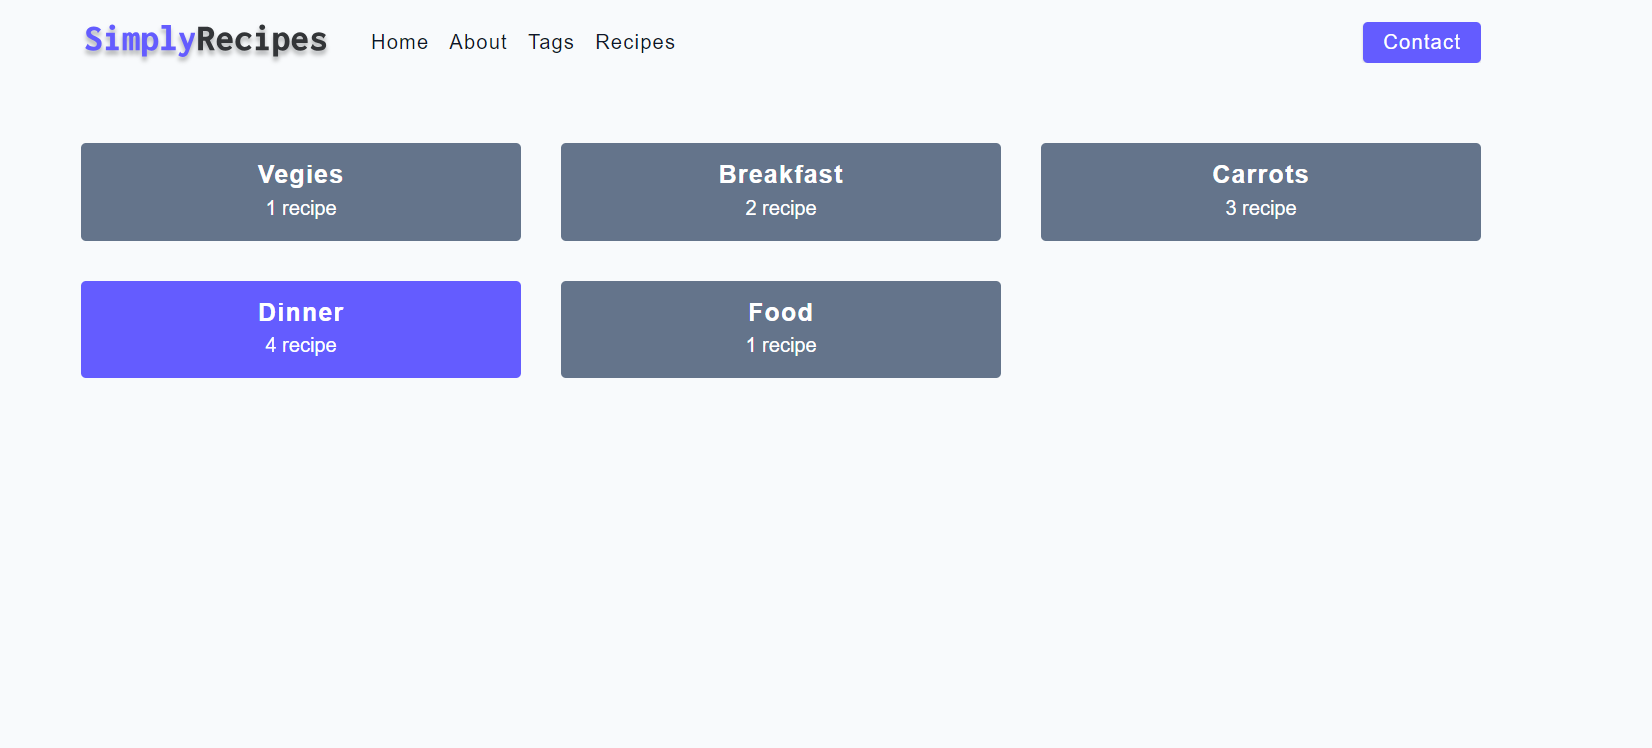 SimplyRecipes Home About Tags Recipes Contact
Vegies
1 recipe
Breakfast
2 recipe
Carrots
3 recipe
Dinner
4 recipe
Food
1 recipe